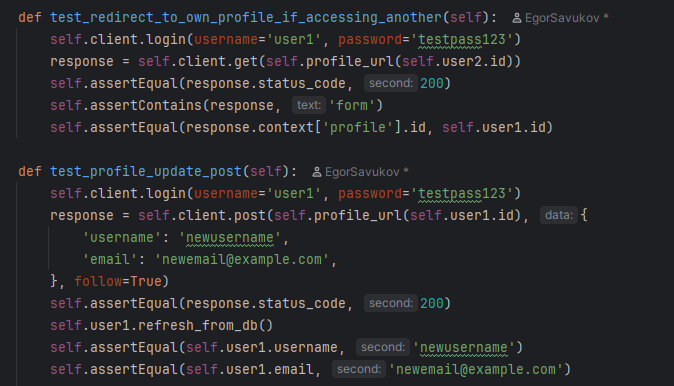 def test_redirect_to_own_profile_if_accessing_another(self): EgorSavukov *
self.client.login(username='user1', password='testpass123')
response = self.client.get(self.profile_url(self.user2.id))
self.assertEqual(response.status_code, second: 200)
self.assertContains(response, text: 'form')
self.assertEqual(response.context['profile'].id, self.user1.id)
def test_profile_update_post(self): EgorSavukov *
self.client.login(username='user1', password='testpass123')
response = self.client.post(self.profile_url(self.user1.id), data: {
'username': 'newusername',
'email': 'newemail@example.com',
}, follow=True)
self.assertEqual(response.status_code, second: 200)
self.user1.refresh_from_db()
self.assertEqual(self.user1.username, second: 'newusername')
self.assertEqual(self.user1.email, second: 'newemail@example.com')